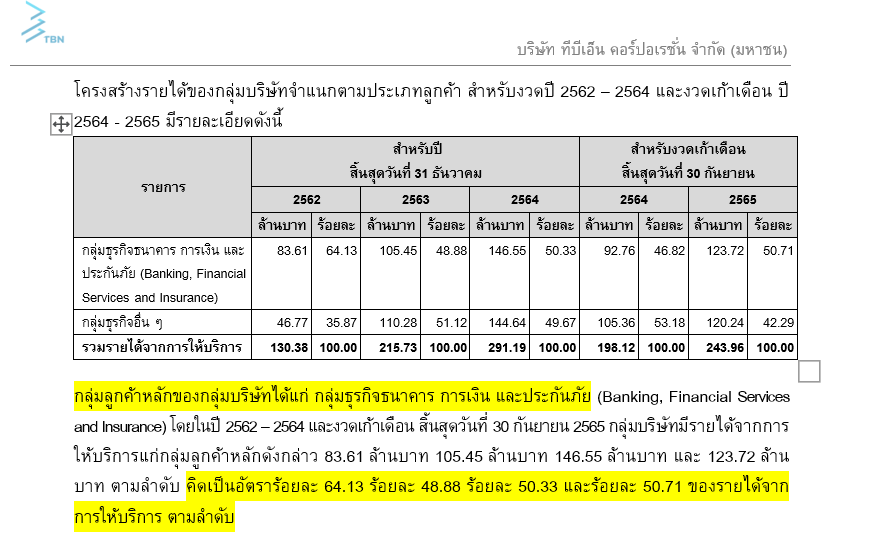 TBN
บริษัท ทีบีเอ็น คอร์ปอเรชั่น จำกัด (มหาชน)
โครงสร้างรายได้ของกลุ่มบริษัทจำแนกตามประเภทลูกค้า สำหรับงวดปี 2562 – 2564 และงวดเก้าเดือน ปี
2564 - 2565 มีรายละเอียดดังนี้
รายการ
สำหรับปี
สิ้นสุดวันที่ 31 ธันวาคม
สำหรับงวดเก้าเดือน
สิ้นสุดวันที่ 30 กันยายน
2562 2563 2564 2564 2565
ล้านบาท ร้อยละ ล้านบาท ร้อยละ ล้านบาท ร้อยละ ล้านบาท ร้อยละ ล้านบาท ร้อยละ
กลุ่มธุรกิจธนาคาร การเงิน และ 83.61 64.13 105.45 48.88 146.55 50.33 92.76 46.82 123.72 50.71
ประกันภัย (Banking, Financial
Services and Insurance)
กลุ่มธุรกิจอื่น ๆ 46.77 35.87 110.28 51.12 144.64 49.67 105.36 53.18 120.24 42.29
รวมรายได้จากการให้บริการ 130.38 100.00 215.73 100.00 291.19 100.00 198.12 100.00 243.96 100.00
กลุ่มลูกค้าหลักของกลุ่มบริษัทได้แก่ กลุ่มธุรกิจธนาคาร การเงิน และประกันภัย (Banking, Financial Services
and Insurance) โดยในปี 2562 – 2564 และงวดเก้าเดือน สิ้นสุดวันที่ 30 กันยายน 2565 กลุ่มบริษัทมีรายได้จากการ
ให้บริการแก่กลุ่มลูกค้าหลักดังกล่าว 83.61 ล้านบาท 105.45 ล้านบาท 146.55 ล้านบาท และ 123.72 ล้าน
บาท ตามลำดับ คิดเป็นอัตราร้อยละ 64.13 ร้อยละ 48.88 ร้อยละ 50.33 และร้อยละ 50.71 ของรายได้จาก
การให้บริการ ตามลำดับ